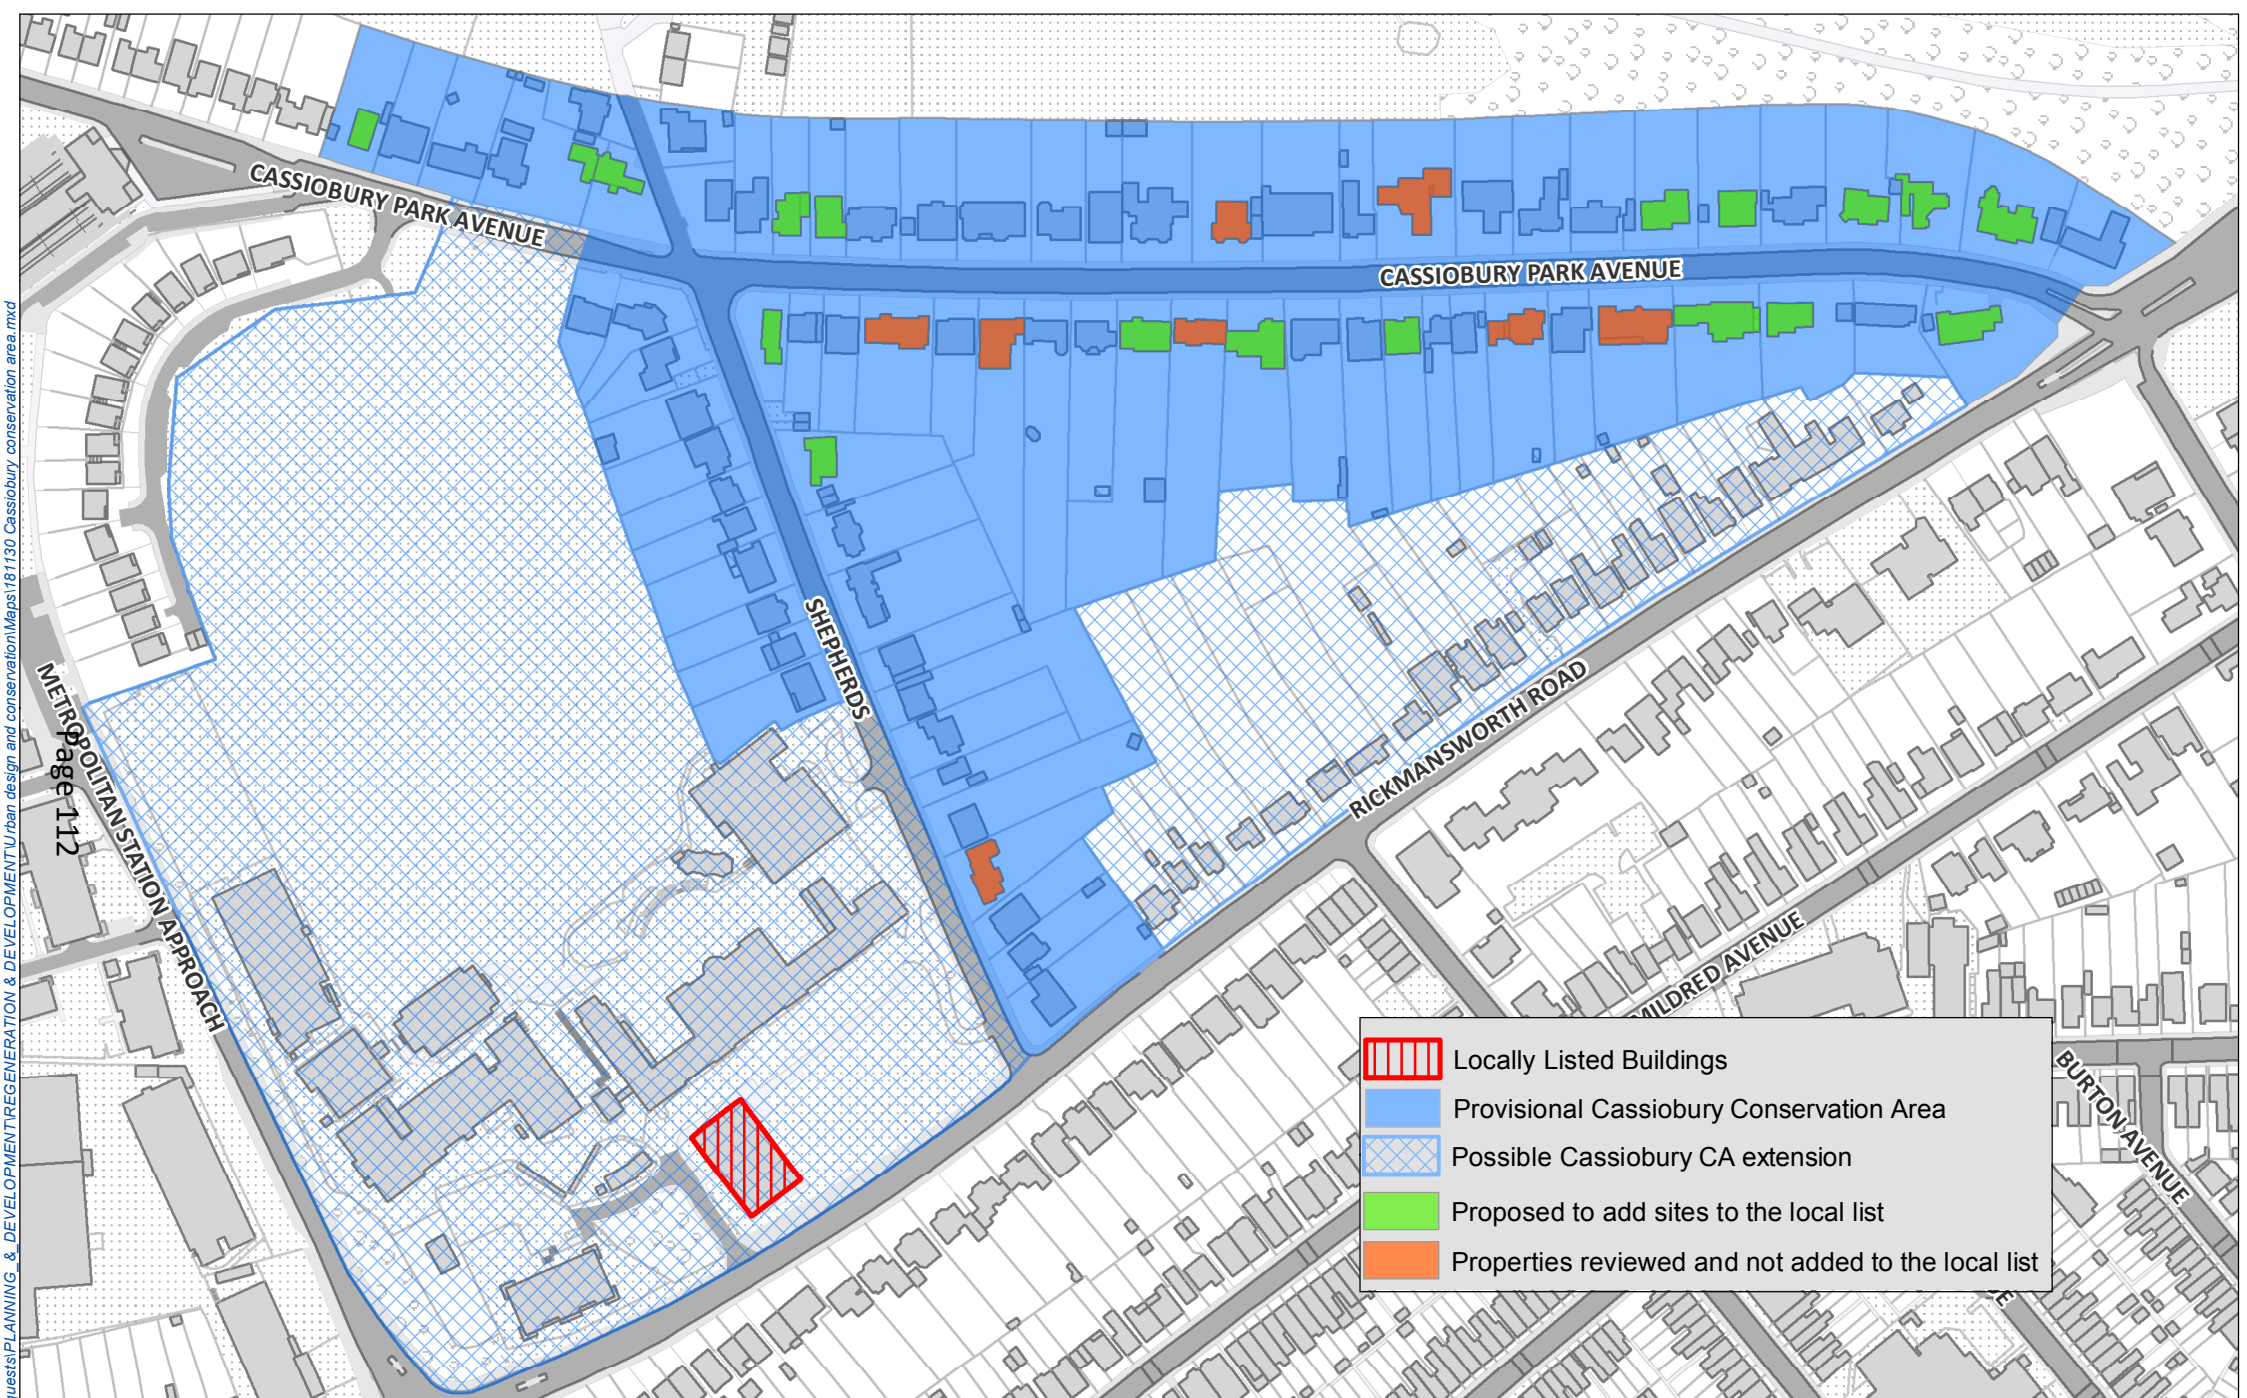 CASSIOBURY PARK AVENUE
CASSIOBURY PARK AVENUE
SHEPHERDS
METROPOLITAN STATION APPROACH
Page 112
RICKMANSWORTH ROAD
MILDRED AVENUE
BURTON AVENUE
Locally Listed Buildings
Provisional Cassiobury Conservation Area
Possible Cassiobury CA extension
Proposed to add sites to the local list
Properties reviewed and not added to the local list
uests\PLANNING_&_DEVELOPMENT\REGENERATION & DEVELOPMENT\Urban design and conservation\Maps\181130 Cassiobury conservation area.mxd